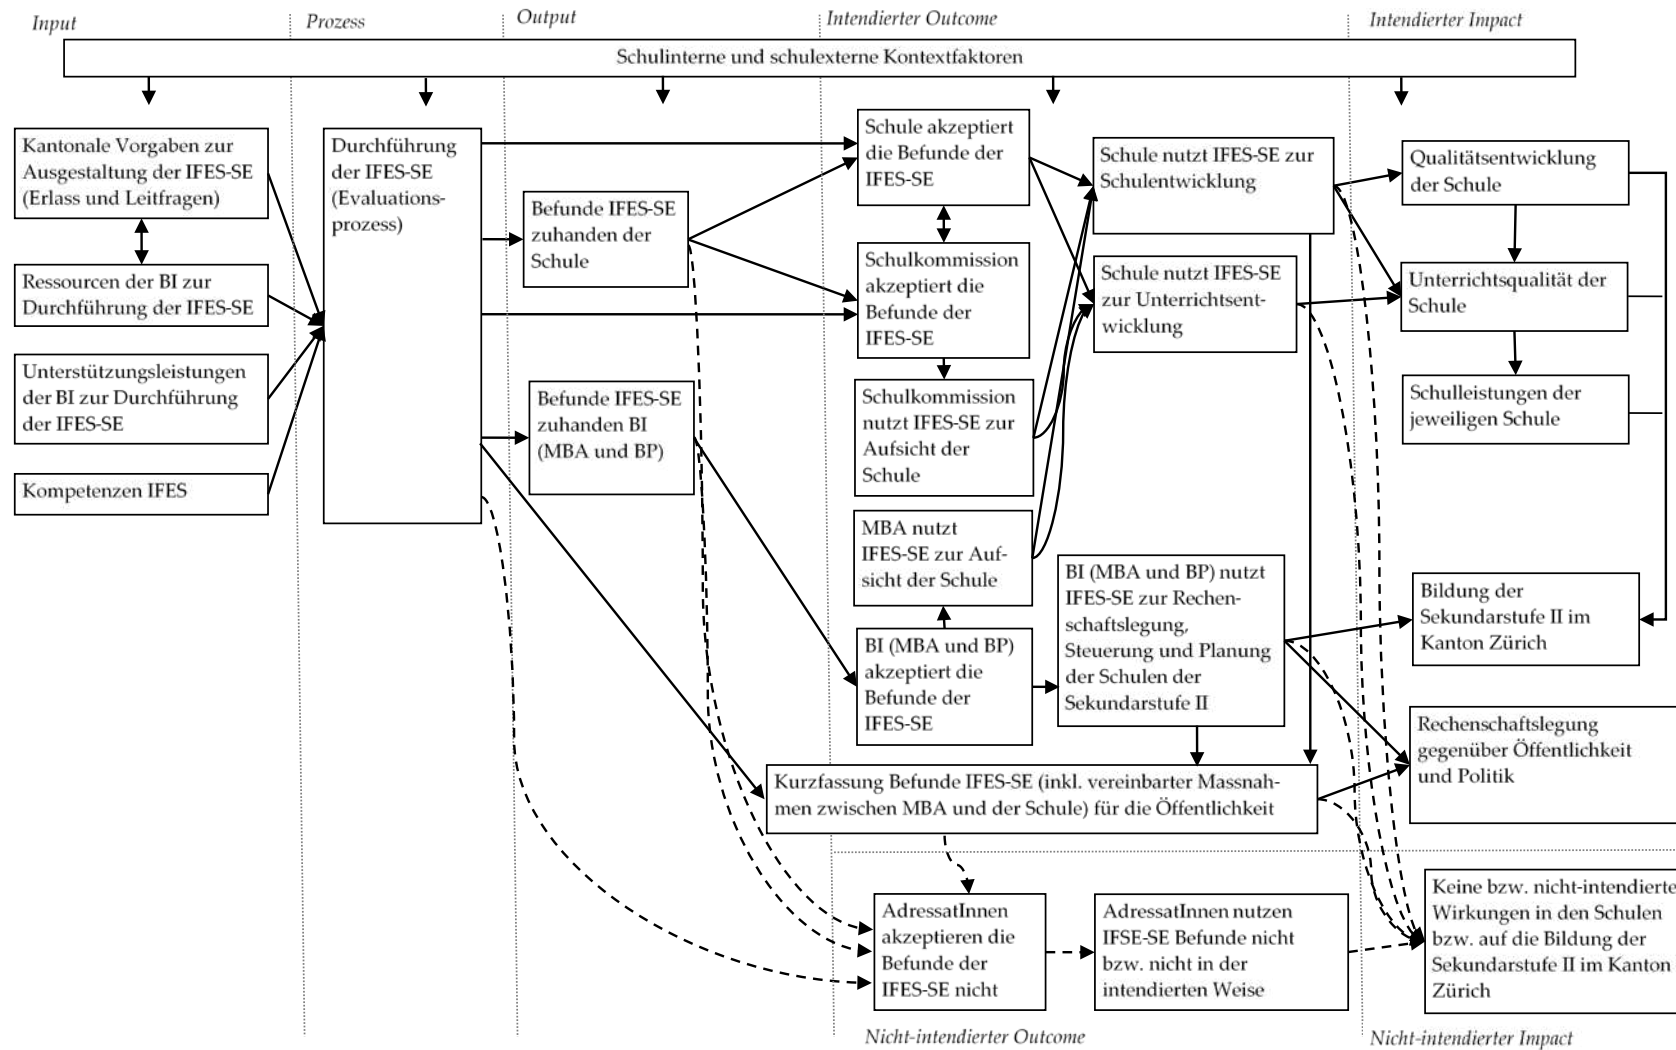 Input
Prozess
Output
Intendierter Outcome
Intendierter Impact
Schulinterne und schulexterne Kontextfaktoren
Kantonale Vorgaben zur
Ausgestaltung der IFES-SE
(Erlass und Leitfragen)
Ressourcen der BI zur
Durchführung der IFES-SE
Unterstützungsleistungen
der BI zur Durchführung
der IFES-SE
Kompetenzen IFES
Durchführung
der IFES-SE
(Evaluations-
prozess)
Befunde IFES-SE
zuhanden der
Schule
Befunde IFES-SE
zuhanden BI
(MBA und BP)
Schule akzeptiert
die Befunde der
IFES-SE
Schulkommission
akzeptiert die
Befunde der
IFES-SE
Schulkommission
nutzt IFES-SE zur
Aufsicht der
Schule
MBA nutzt
IFES-SE zur Auf-
sicht der Schule
BI (MBA und BP)
akzeptiert die
Befunde der
IFES-SE
Schule nutzt IFES-SE zur
Schulentwicklung
Schule nutzt IFES-SE
zur Unterrichtsent-
wicklung
BI (MBA und BP) nutzt
IFES-SE zur Rechen-
schaftslegung,
Steuerung und Planung
der Schulen der
Sekundarstufe II
Kurzfassung Befunde IFES-SE (inkl. vereinbarter Massnah-
men zwischen MBA und der Schule) für die Öffentlichkeit
Qualitätsentwicklung
der Schule
Unterrichtsqualität der
Schule
Schulleistungen der
jeweiligen Schule
Bildung der
Sekundarstufe II im
Kanton Zürich
Rechenschaftslegung
gegenüber Öffentlichkeit
und Politik
AdressatInnen
akzeptieren die
Befunde der
IFES-SE nicht
AdressatInnen nutzen
IFSE-SE Befunde nicht
bzw. nicht in der
intendierten Weise
Keine bzw. nicht-intendierte
Wirkungen in den Schulen
bzw. auf die Bildung der
Sekundarstufe II im Kanton
Zürich
Nicht-intendierter Outcome
Nicht-intendierter Impact